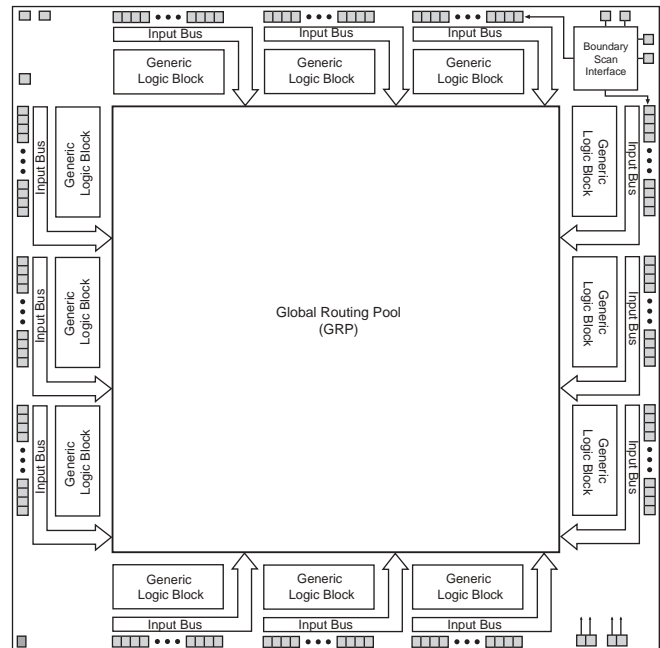 Input Bus
Input Bus
Input Bus
Generic
Logic Block
Generic
Logic Block
Generic
Logic Block
Boundary
Scan
Interface
Input Bus
Generic
Logic Block
Generic
Logic Block
Input Bus
Input Bus
Generic
Logic Block
Global Routing Pool
(GRP)
Generic
Logic Block
Input Bus
Input Bus
Generic
Logic Block
Generic
Logic Block
Input Bus
Generic
Logic Block
Generic
Logic Block
Generic
Logic Block
Input Bus
Input Bus
Input Bus